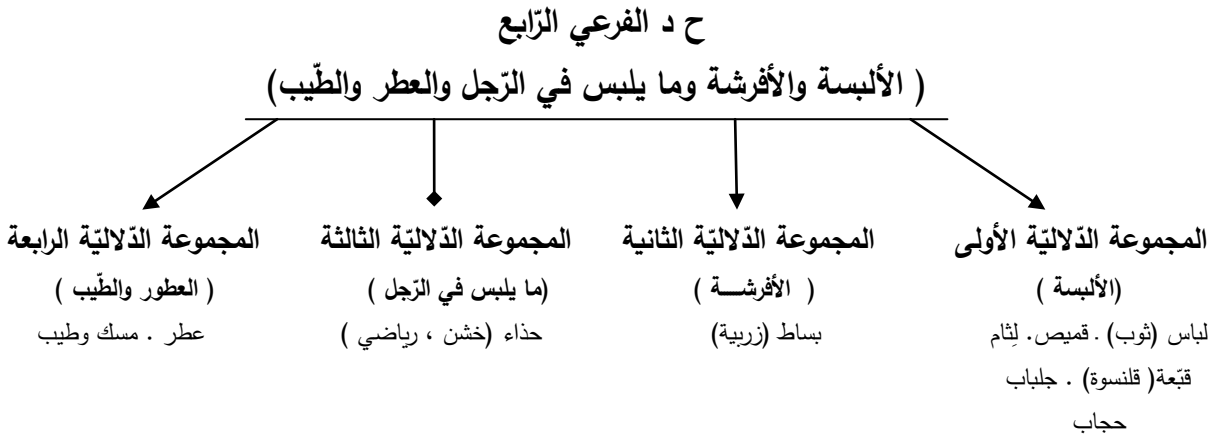 ح د الفرعي الرّابع
( الألبسة والأفرشة وما يلبس في الرّجل والعطر والطّيب)
المجموعة الدّلاليّة الأولى
(الألبسة )
لباس (ثوب) . قميص. لِثام
قبّعة( قلنسوة) . جلباب
حجاب
المجموعة الدّلاليّة الثانية
( الأفرشـــة )
بساط (زربية)
المجموعة الدّلاليّة الثالثة
(ما يلبس في الرّجل )
حذاء (خشن ، رياضي )
المجموعة الدّلاليّة الرابعة
( العطور والطّيب )
عطر . مسك وطيب